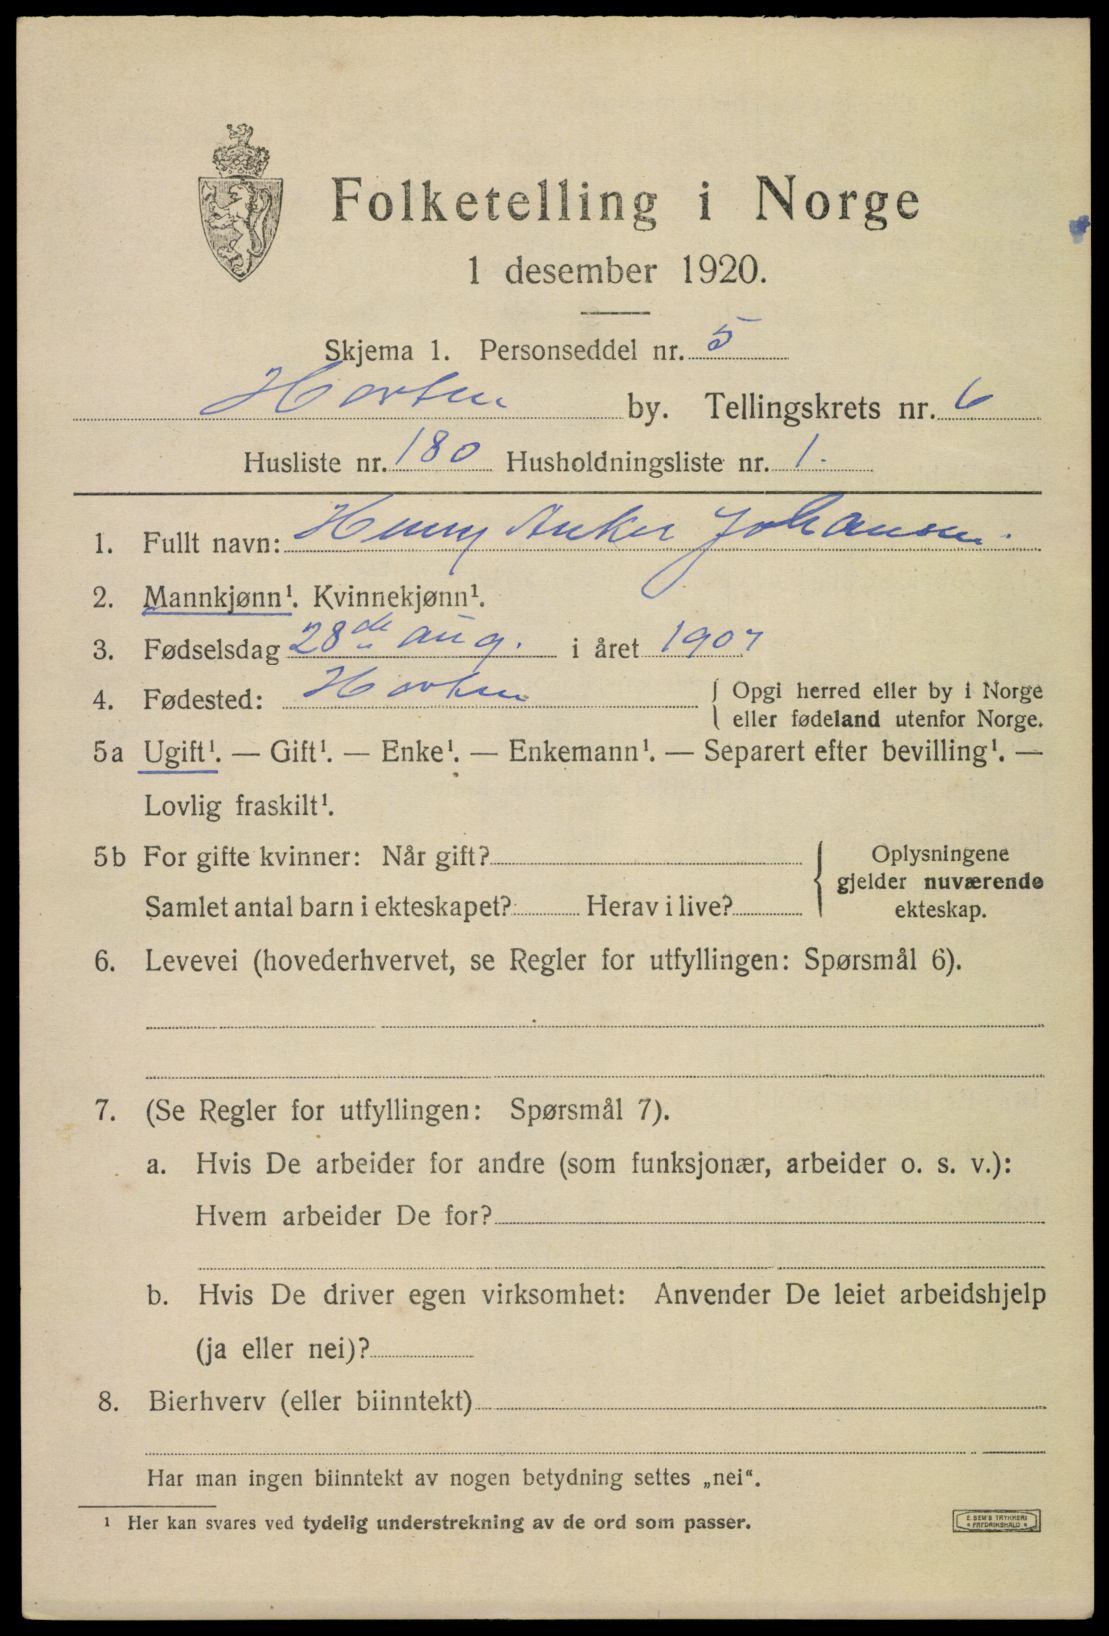 Folketelling i Norge
1 desember 1920.
Skjema 1. Personseddel nr. 5
Horten by. Tellingskrets nr. 6
Husliste nr. 180 Husholdningsliste nr. 1.
1. Fullt navn: Henry Anker Johansen.
2. Mannkjønn¹. Kvinnekjønn¹.
3. Fødselsdag 28de aug. i året 1907
4. Fødested: Horten { Opgi herred eller by i Norge
eller fødeland utenfor Norge.
5a Ugift¹. — Gift¹. — Enke¹. — Enkemann¹. — Separert efter bevilling¹. —
Lovlig fraskilt¹.
5b For gifte kvinner: Når gift? { Oplysningene
gjelder nuværende
Samlet antal barn i ekteskapet? Herav i live? ekteskap.
6. Levevei (hovederhvervet, se Regler for utfyllingen: Spørsmål 6).
7. (Se Regler for utfyllingen: Spørsmål 7).
a. Hvis De arbeider for andre (som funksjonær, arbeider o. s. v.):
Hvem arbeider De for?
b. Hvis De driver egen virksomhet: Anvender De leiet arbeidshjelp
(ja eller nei)?
8. Bierhverv (eller biinntekt)
Har man ingen biinntekt av nogen betydning settes „nei“.
¹ Her kan svares ved tydelig understrekning av de ord som passer.
E. SEM'S TRYKKERI
* FREDRIKSHALD *